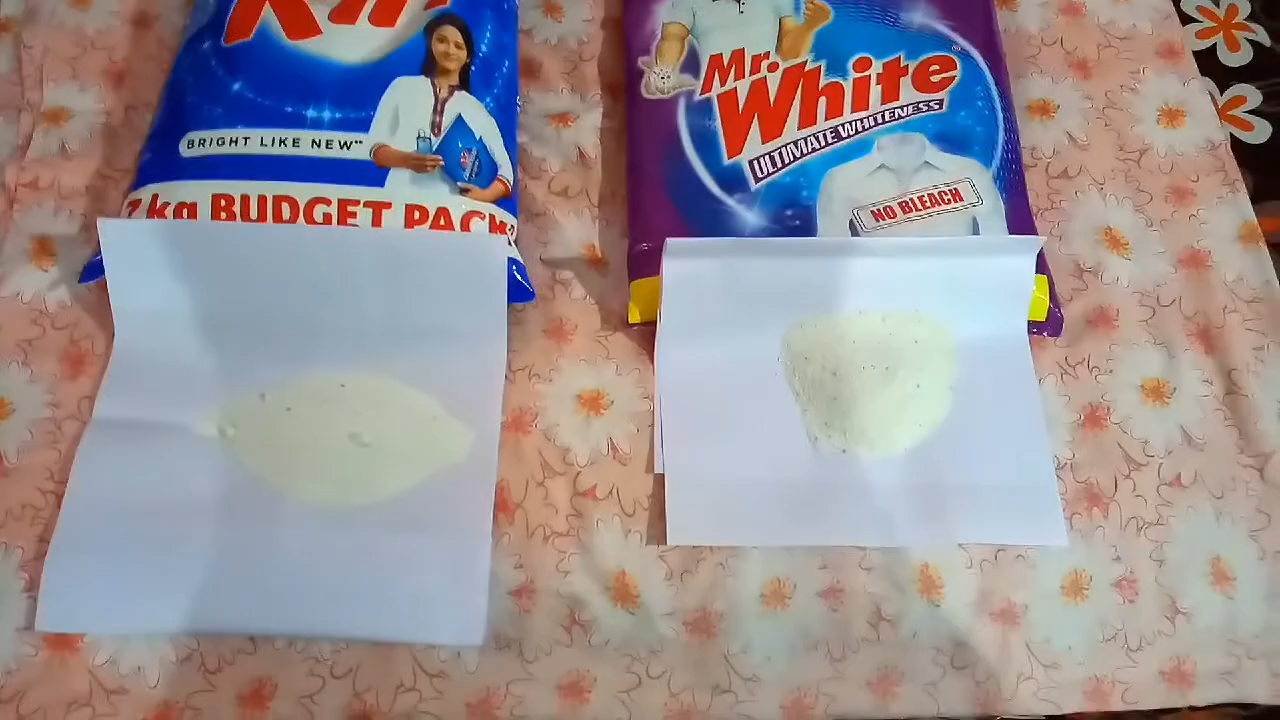 BRIGHT LIKE NEW™
kg BUDGET PACK
Mr.
White®
ULTIMATE WHITENESS
NO BLEACH